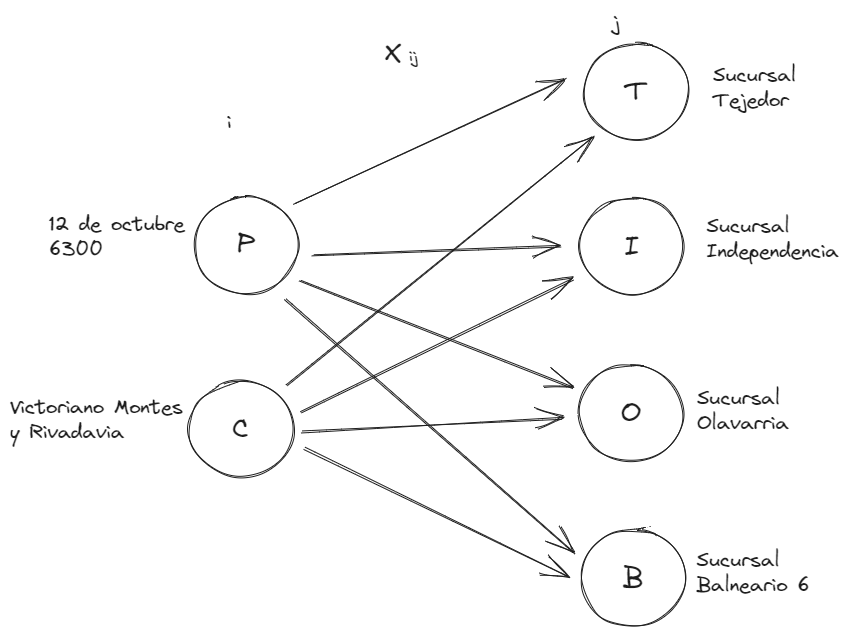 j
X ij
T
Sucursal
Tejedor
i
12 de octubre
6300
P
I
Sucursal
Independencia
Victoriano Montes
y Rivadavia
C
O
Sucursal
Olavarria
B
Sucursal
Balneario 6